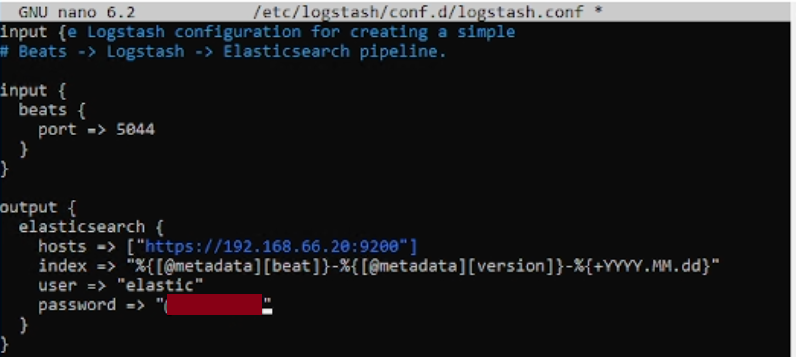 GNU nano 6.2 /etc/logstash/conf.d/logstash.conf *
input {e Logstash configuration for creating a simple
# Beats -> Logstash -> Elasticsearch pipeline.
input {
beats {
port => 5044
}
}
output {
elasticsearch {
hosts => ["https://192.168.66.20:9200"]
index => "%{[@metadata][beat]}-%{[@metadata][version]}-%{+YYYY.MM.dd}"
user => "elastic"
password => ""
}
}